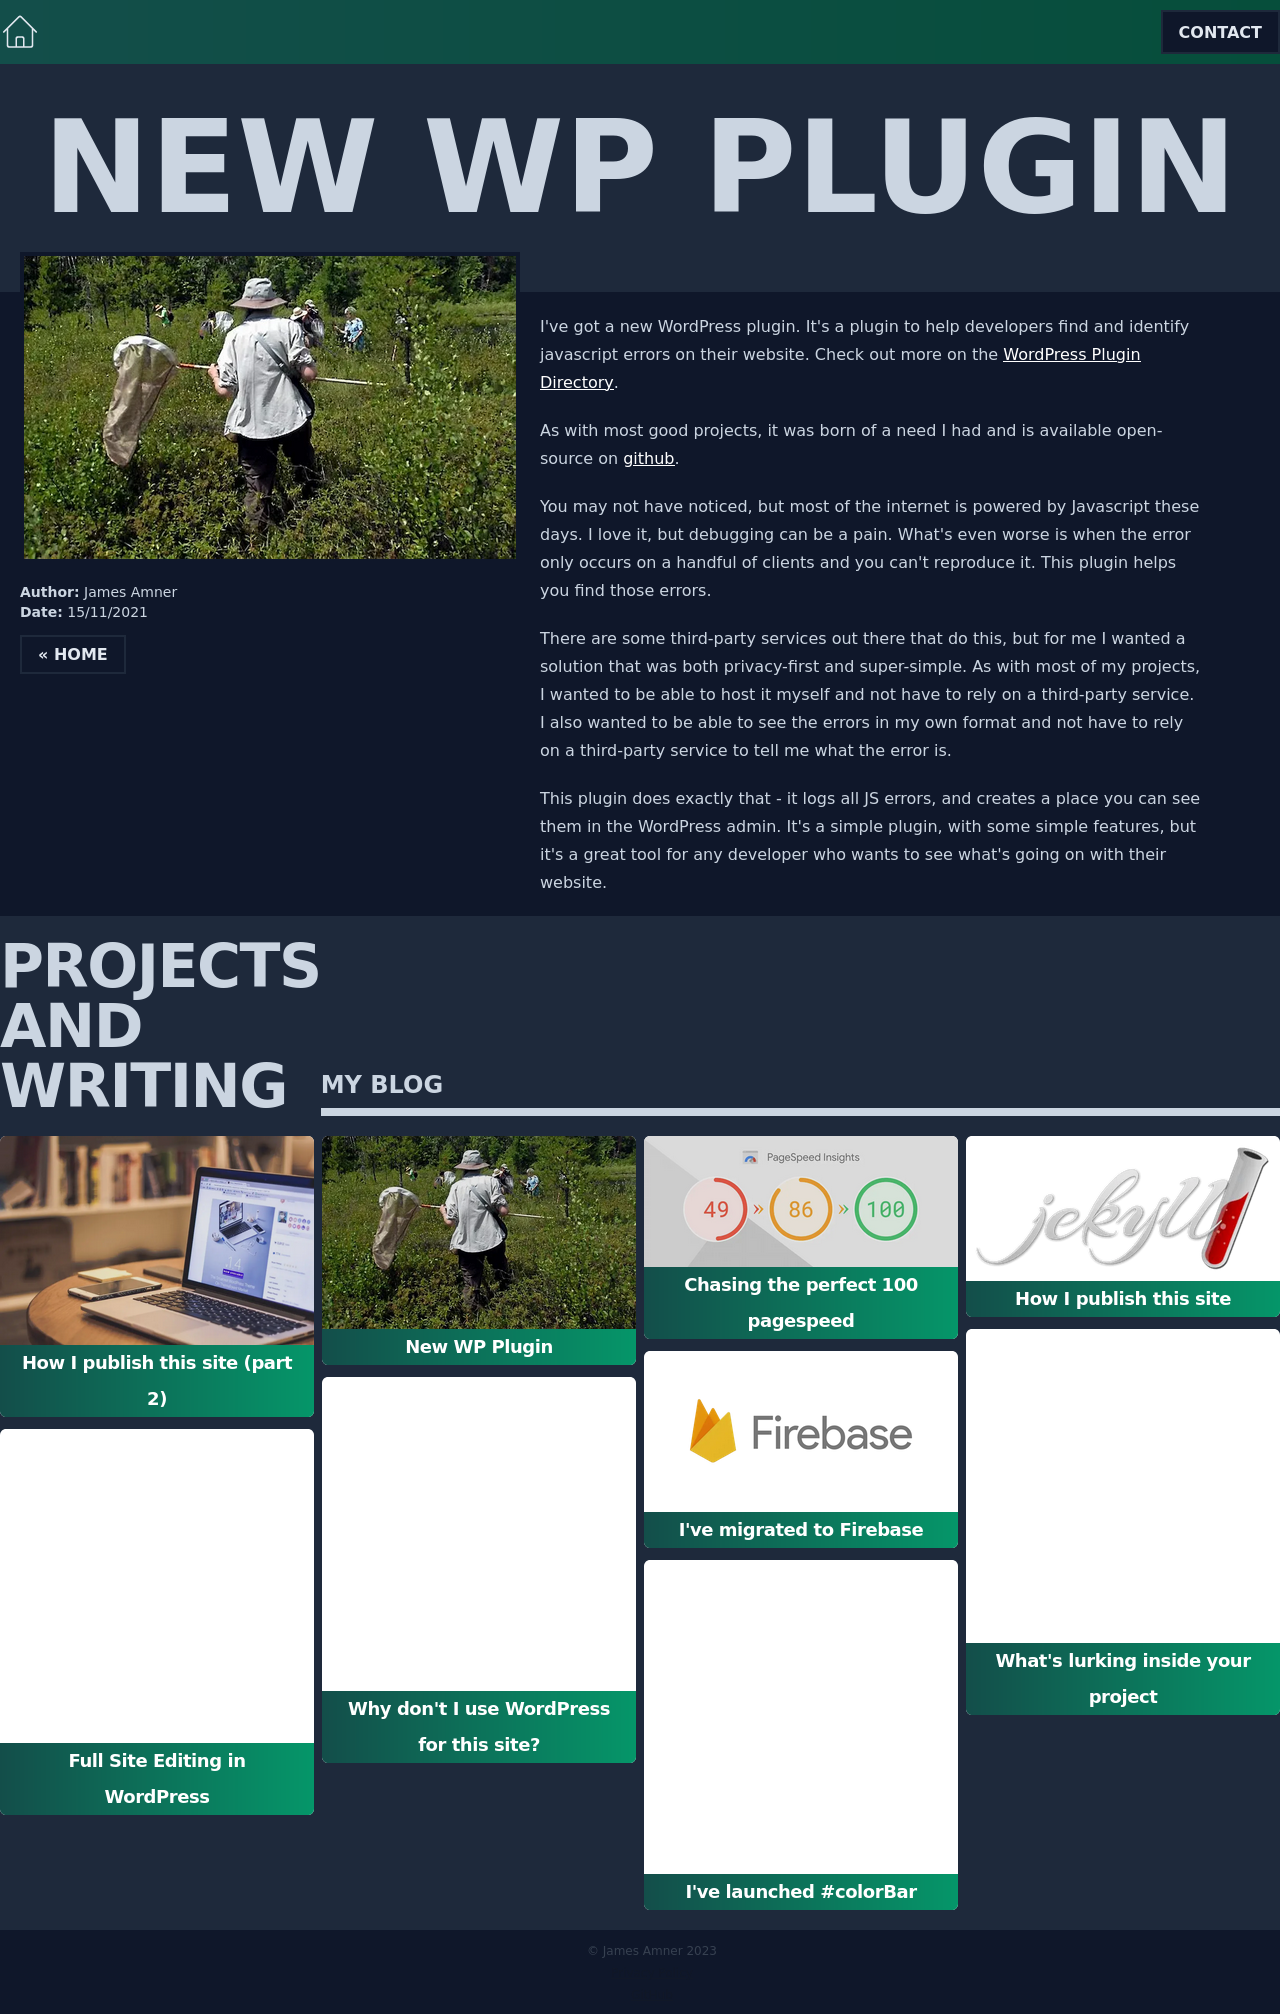 CONTACT
NEW WP PLUGIN
I've got a new WordPress plugin. It's a plugin to help developers find and identify
javascript errors on their website. Check out more on the WordPress Plugin
Directory.
As with most good projects, it was born of a need I had and is available open-
source on github.
You may not have noticed, but most of the internet is powered by Javascript these
days. I love it, but debugging can be a pain. What's even worse is when the error
only occurs on a handful of clients and you can't reproduce it. This plugin helps
you find those errors.
There are some third-party services out there that do this, but for me I wanted a
solution that was both privacy-first and super-simple. As with most of my projects,
I wanted to be able to host it myself and not have to rely on a third-party service.
I also wanted to be able to see the errors in my own format and not have to rely
on a third-party service to tell me what the error is.
This plugin does exactly that - it logs all JS errors, and creates a place you can see
them in the WordPress admin. It's a simple plugin, with some simple features, but
it's a great tool for any developer who wants to see what's going on with their
website.
Author: James Amner
Date: 15/11/2021
« HOME
PROJECTS
AND
WRITING
MY BLOG
How I publish this site (part
2)
New WP Plugin
PageSpeed Insights
49 » 86 » 100
Chasing the perfect 100
pagespeed
jekyll
How I publish this site
Firebase
I've migrated to Firebase
Full Site Editing in
WordPress
Why don't I use WordPress
for this site?
I've launched #colorBar
What's lurking inside your
project
© James Amner 2023